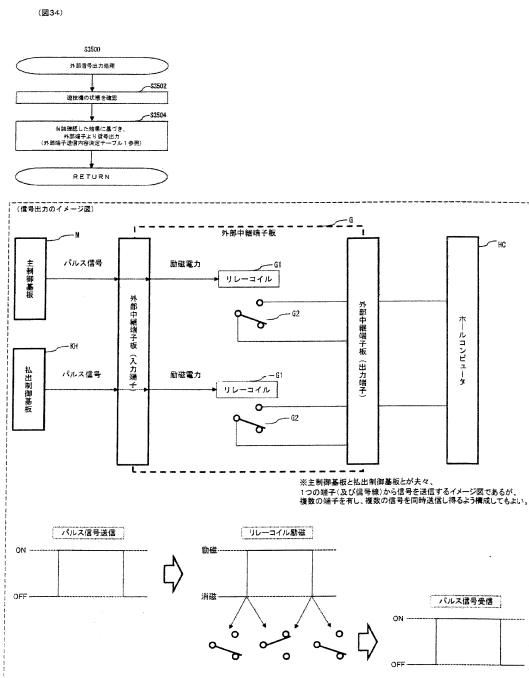 (図34)
S3500
外部信号出力処理
S3502
遊技機の状態を確認
S3504
当該確認した結果に基づき、
外部端子より信号出力
(外部端子送信内容決定テーブル1参照)
RETURN
(信号出力のイメージ図)
G
外部中継端子板
M
主制御基板
パルス信号
励磁電力
G1
リレーコイル
G2
HC
外部中継端子板(入力端子)
外部中継端子板(出力端子)
ホールコンピュータ
KH
払出制御基板
パルス信号
励磁電力
G1
リレーコイル
G2
※主制御基板と払出制御基板とが夫々、
1つの端子(及び信号線)から信号を送信するイメージ図であるが、
複数の端子を有し、複数の信号を同時送信し得るよう構成してもよい。
パルス信号送信
ON
OFF
リレーコイル励磁
励磁
消磁
パルス信号受信
ON
OFF